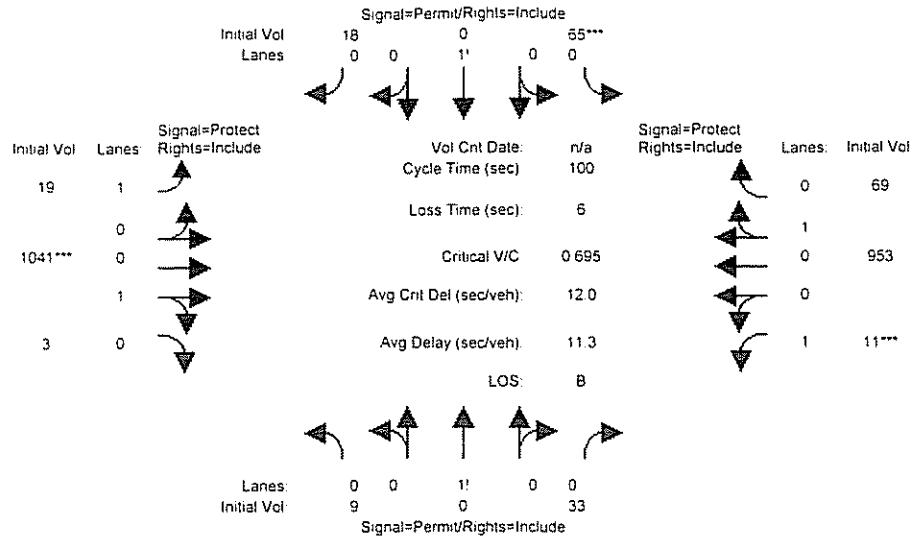 Signal=Permit/Rights=Include
Initial Vol 18 0 65***
Lanes 0 0 1! 0 0
Signal=Protect Signal=Protect
Initial Vol Lanes: Rights=Include Vol Cnt Date: n/a Rights=Include Lanes: Initial Vol
Cycle Time (sec) 100
19 1 0 69
Loss Time (sec): 6
0 1
1041*** 0 Critical V/C 0 695 0 953
1 Avg Crit Del (sec/veh): 12.0 0
3 0 Avg Delay (sec/veh). 11.3 1 11***
LOS: B
Lanes: 0 0 1! 0 0
Initial Vol 9 0 33
Signal=Permit/Rights=Include